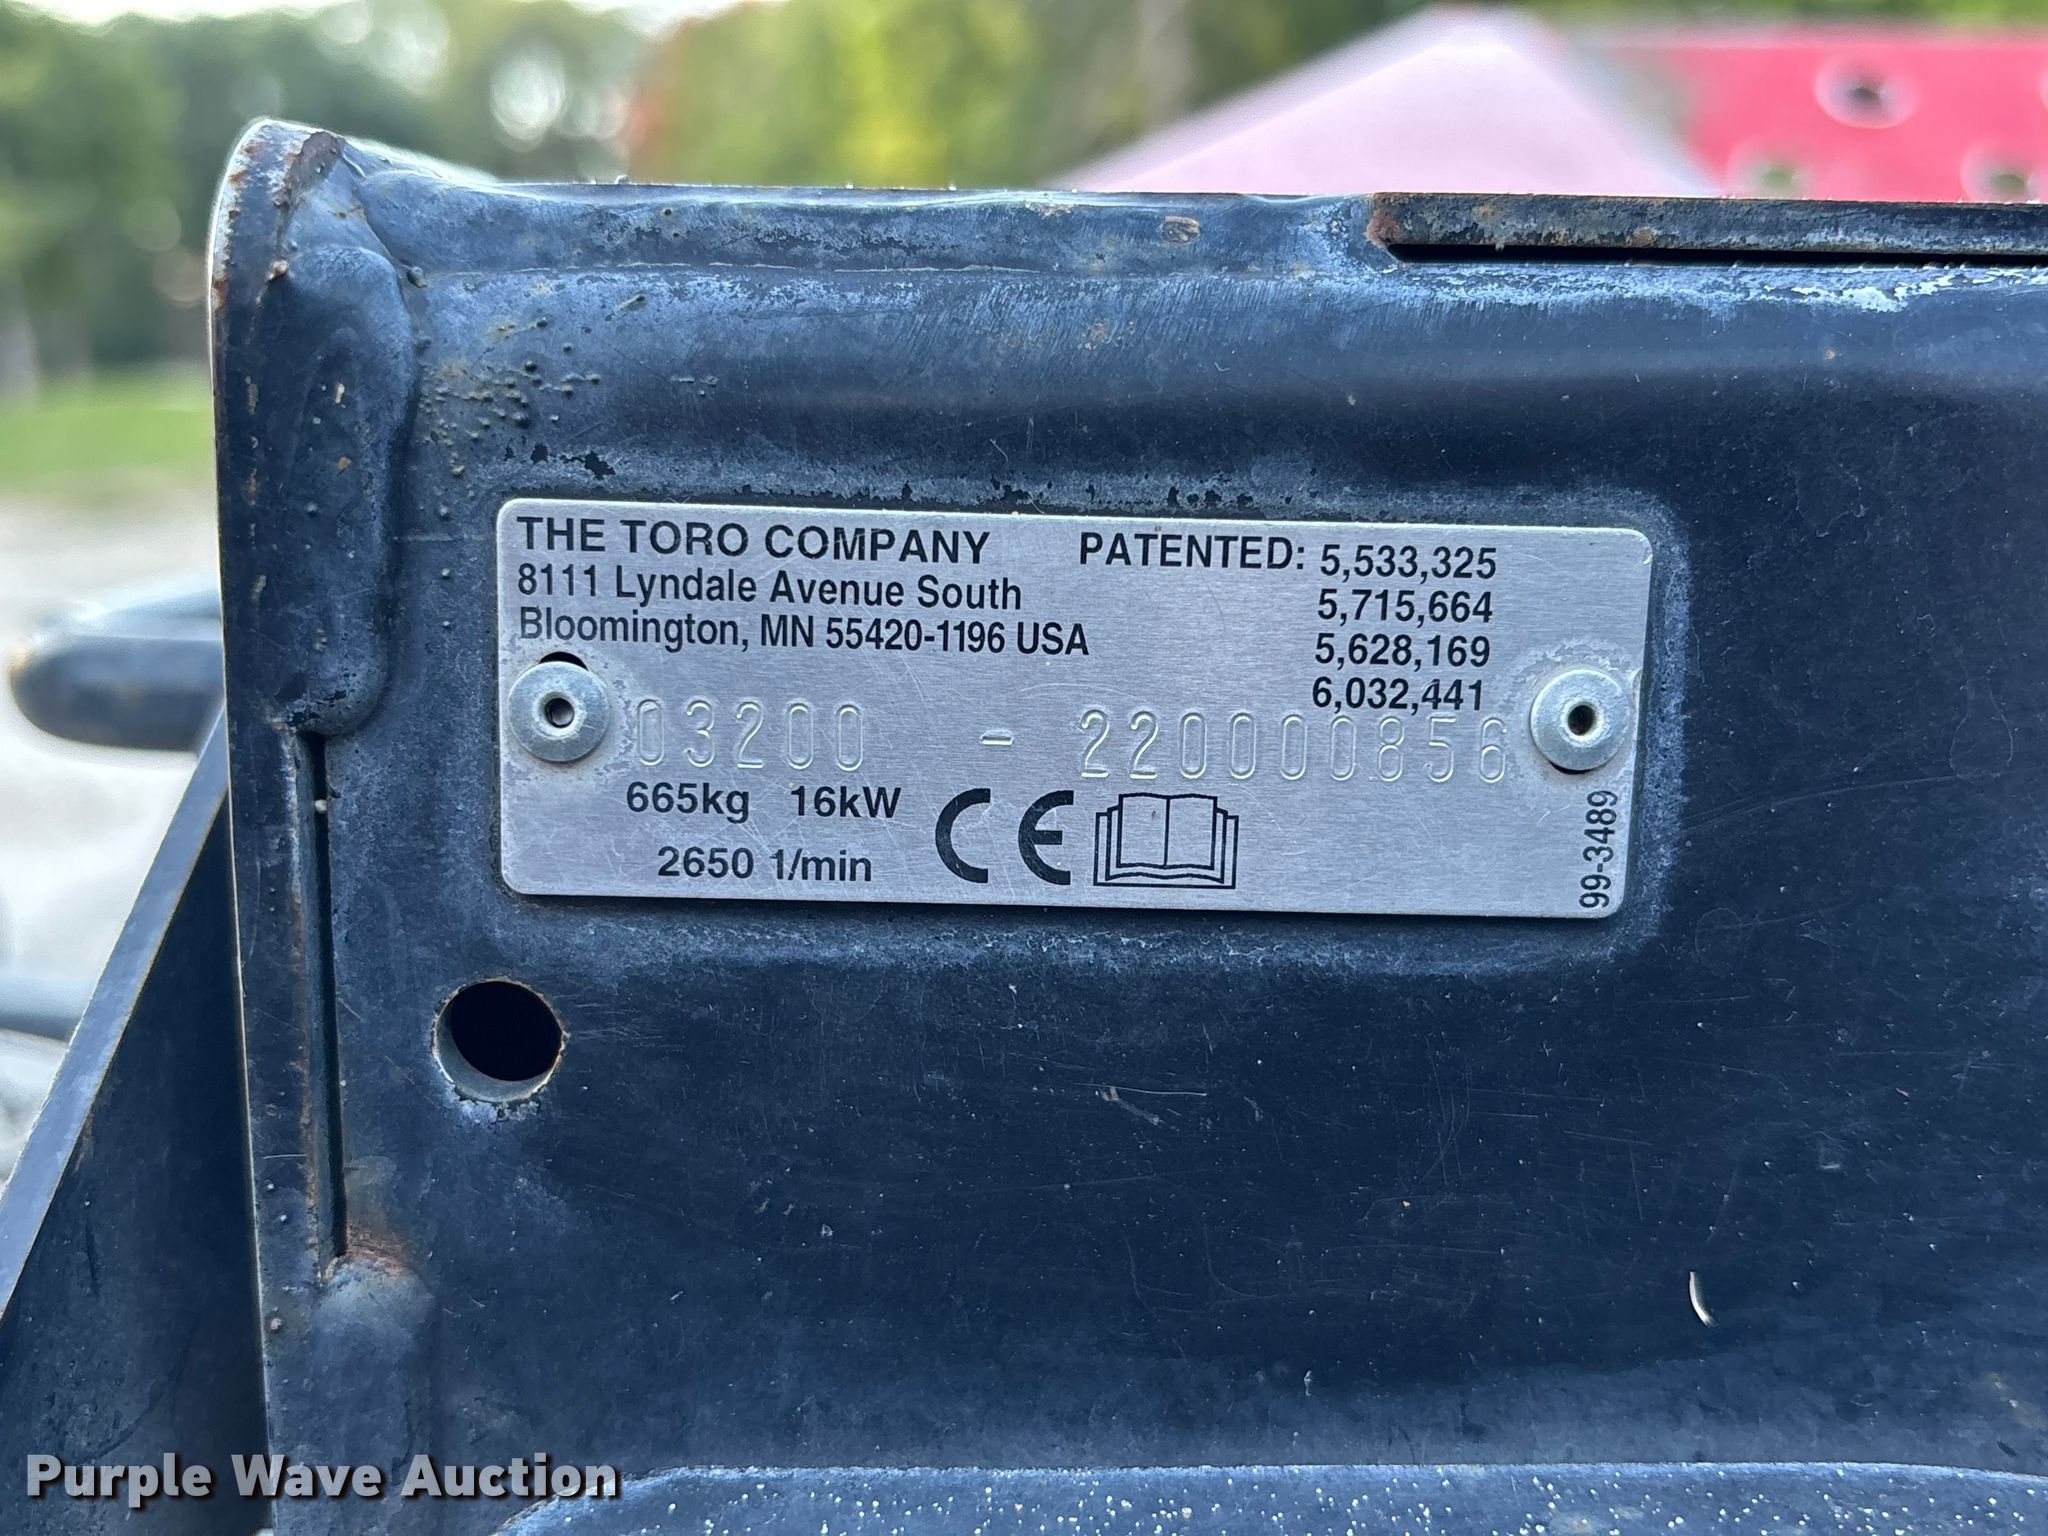 THE TORO COMPANY
8111 Lyndale Avenue South
Bloomington, MN 55420-1196 USA
PATENTED: 5,533,325
5,715,664
5,628,169
6,032,441
03200 - 220000856
665kg 16kW
2650 1/min
CE
99-3489
Purple Wave Auction